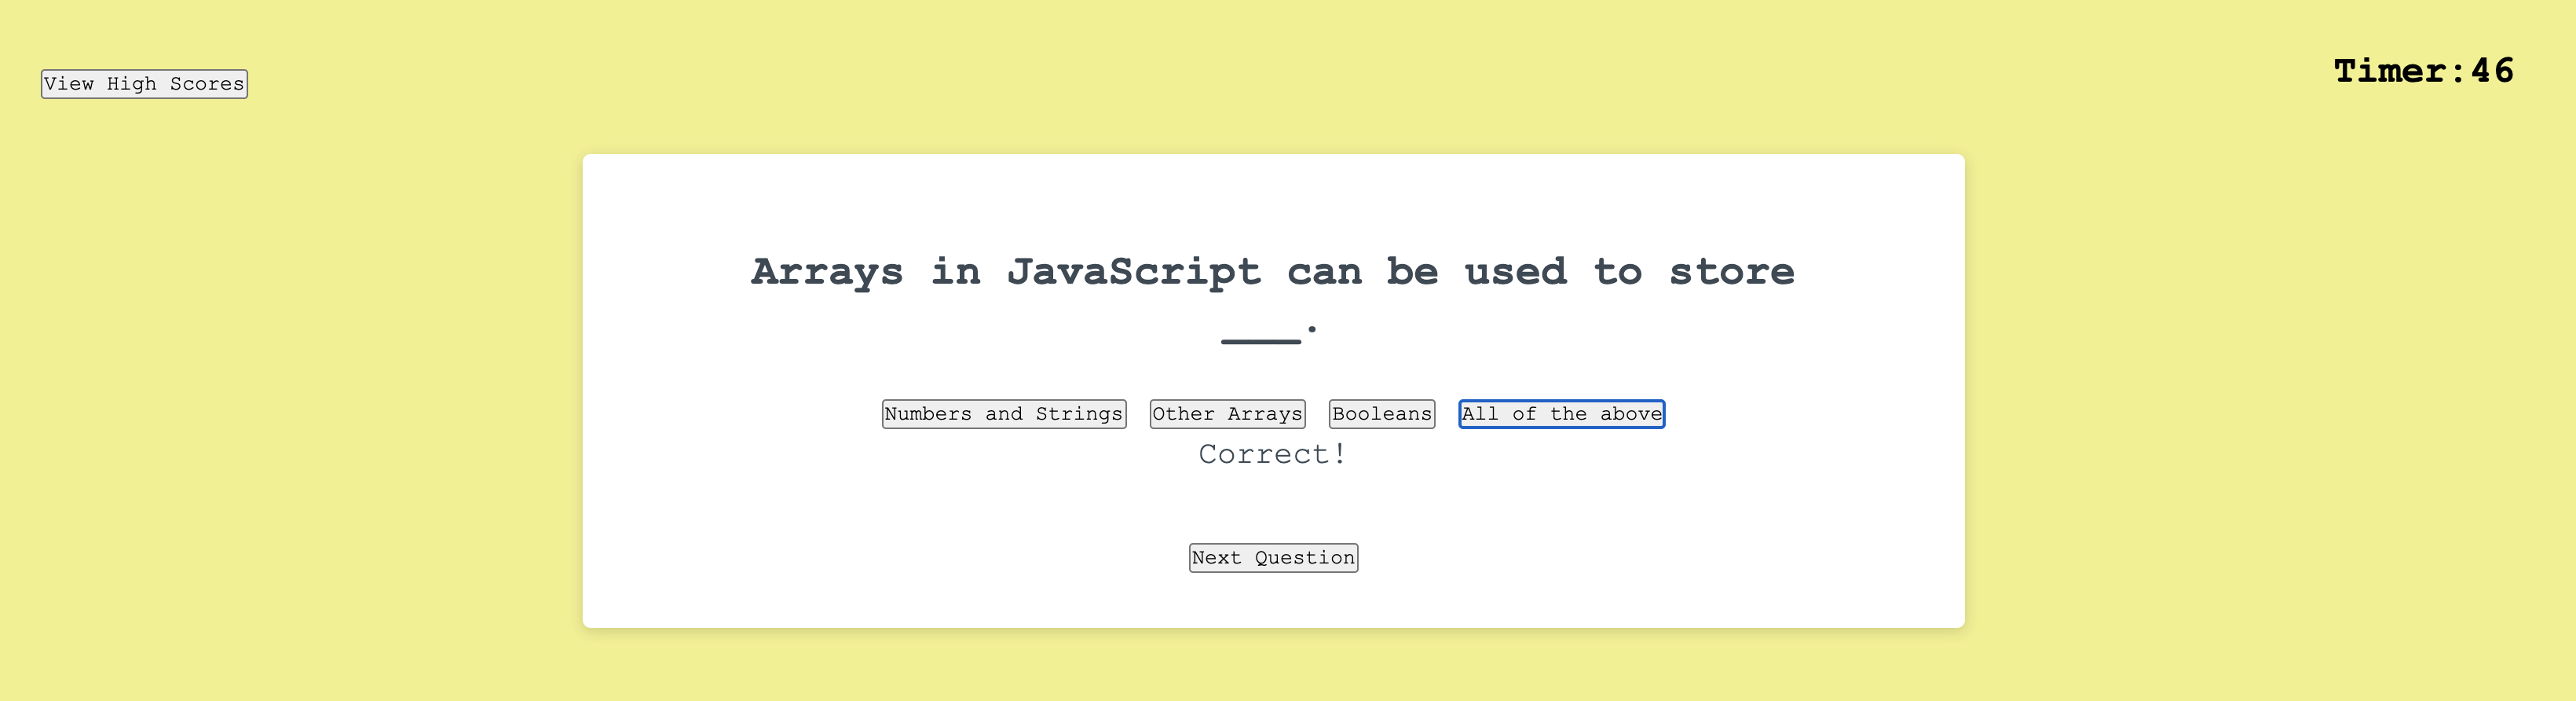 View High Scores
Timer:46
Arrays in JavaScript can be used to store
___.
Numbers and Strings Other Arrays Booleans All of the above
Correct!
Next Question